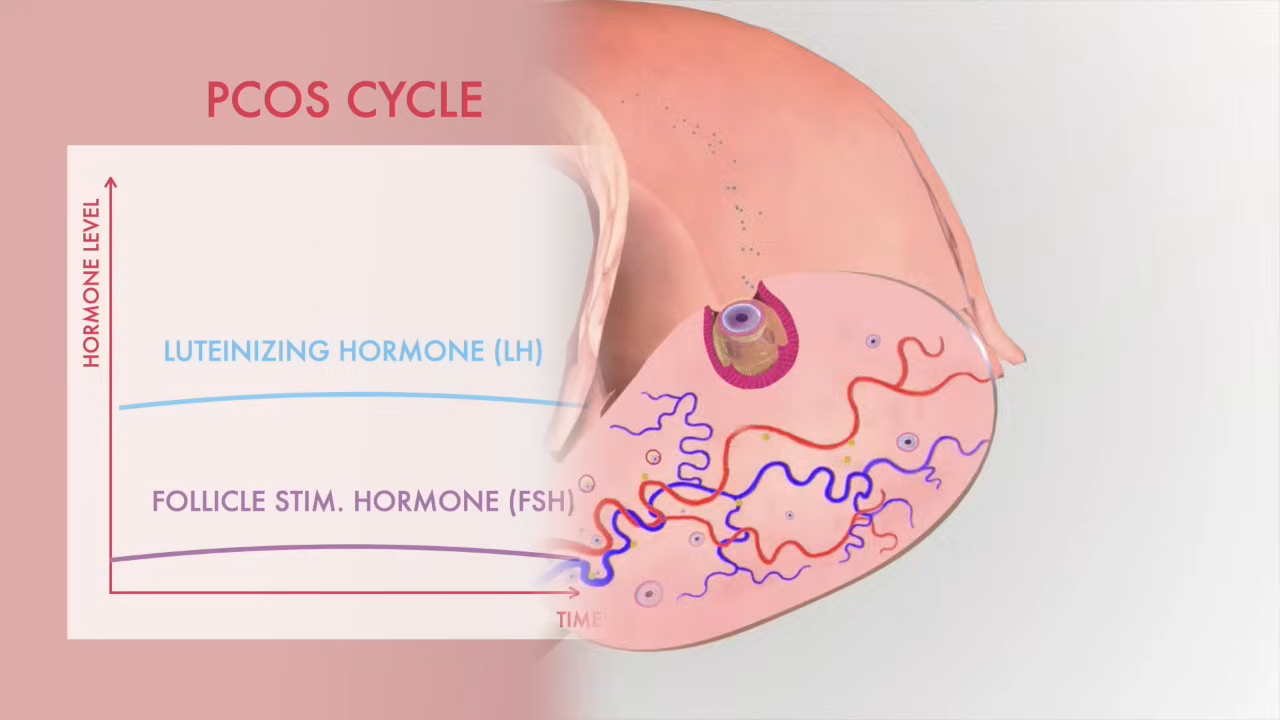 PCOS CYCLE
HORMONE LEVEL
LUTEINIZING HORMONE (LH)
FOLLICLE STIM. HORMONE (FSH)
TIME